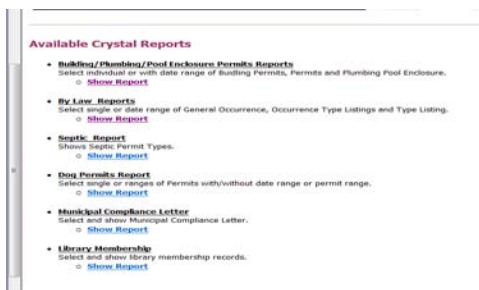 Available Crystal Reports
Building/Plumbing/Pool Enclosure Permits Reports
Select individual or with date range of Buidling Permits, Permits and Plumbing Pool Enclosure.
Show Report
By Law Reports
Select single or date range of General Occurrence, Occurrence Type Listings and Type Listing.
Show Report
Septic Report
Shows Septic Permit Types.
Show Report
Dog Permits Report
Select single or ranges of Permits with/without date range or permit range.
Show Report
Municipal Compliance Letter
Select and show Municipal Compliance Letter.
Show Report
Library Membership
Select and show library membership records.
Show Report